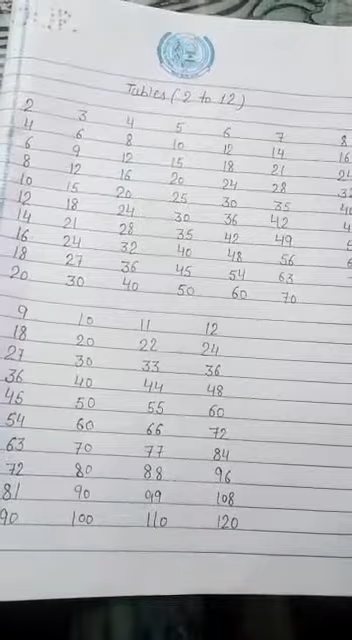 Tables (2 to 12)
2 3 4 5 6 7 8
4 6 8 10 12 14 16
6 9 12 15 18 21
8 12 16 20 24 28
10 15 20 25 30 35
12 18 24 30 36 42
14 21 28 35 42 49
16 24 32 40 48 56
18 27 36 45 54 63
20 30 40 50 60 70
9 10 11 12
18 20 22 24
27 30 33 36
36 40 44 48
45 50 55 60
54 60 66 72
63 70 77 84
72 80 88 96
81 90 99 108
90 100 110 120